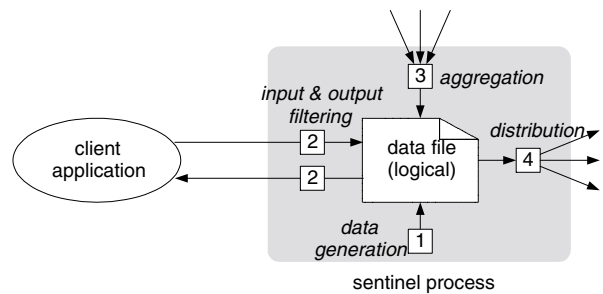 3
aggregation
input & output
filtering
distribution
client
application
2
data file
(logical)
4
2
data
generation
1
sentinel process